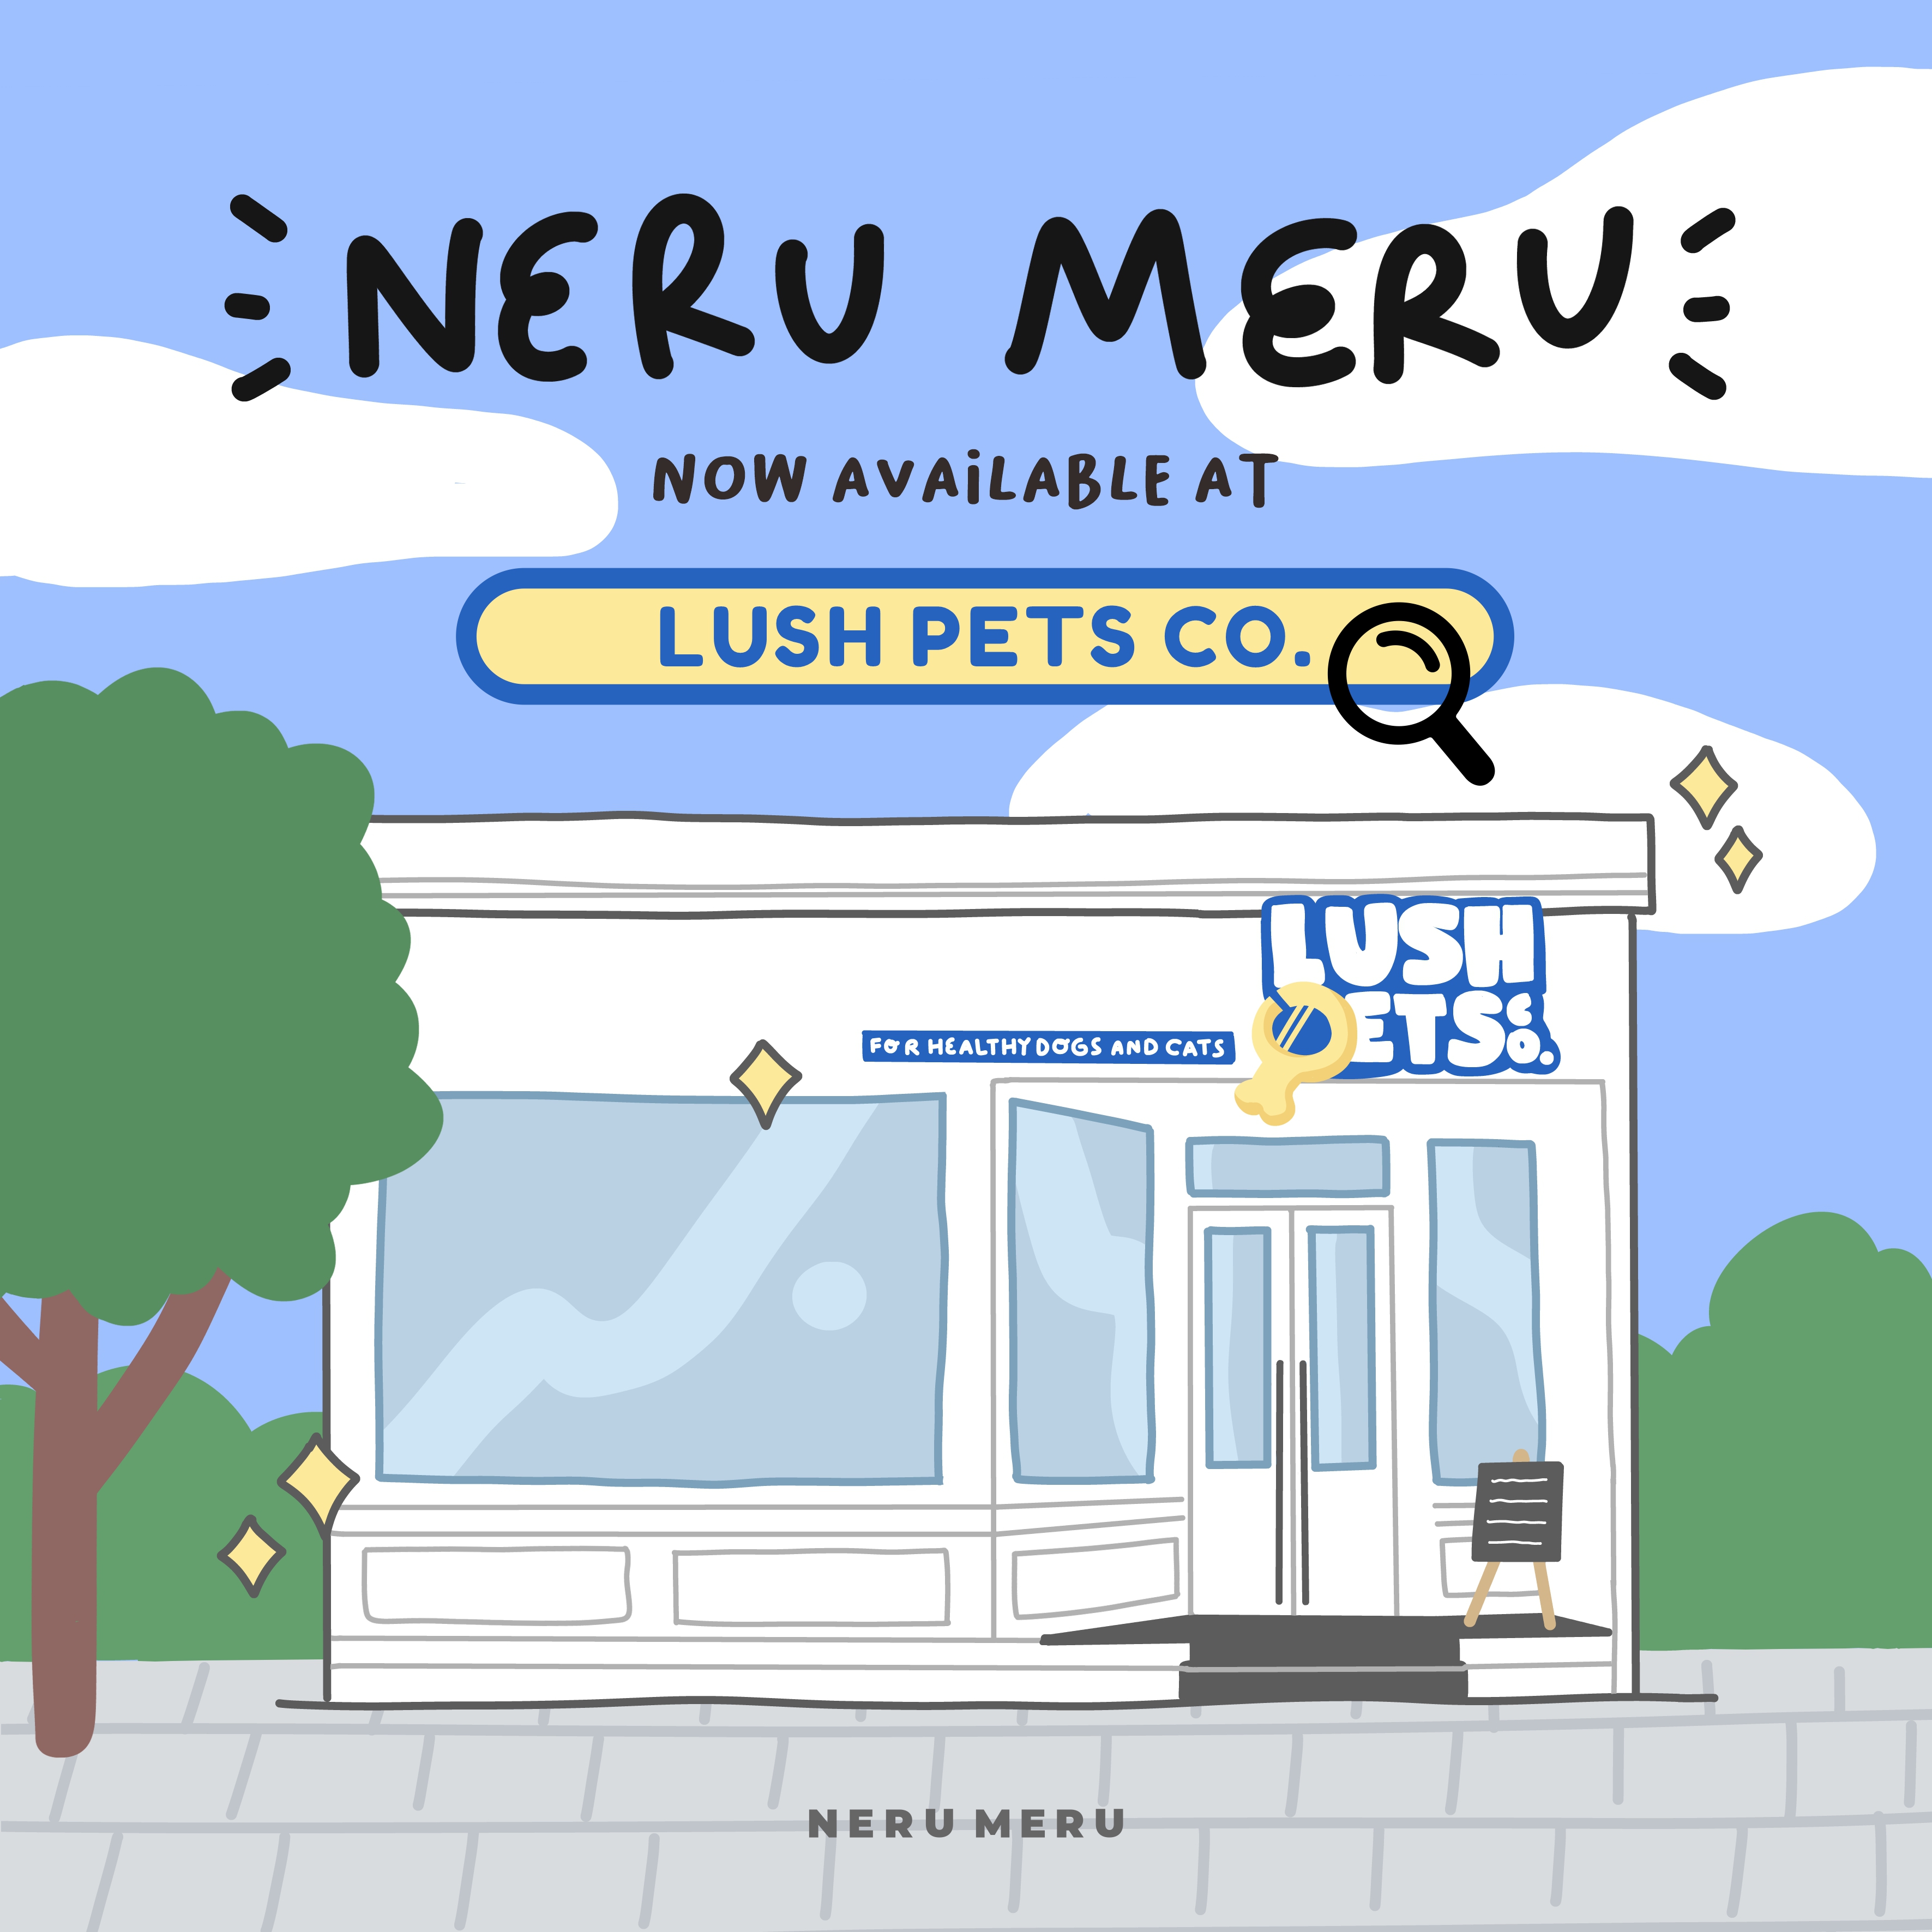 NERU MERU
NOW AVAiLABLE AT
LUSH PETS CO.
LUSH
PETS CO.
FOR HEALTHY DOGS AND CATS
NERU MERU